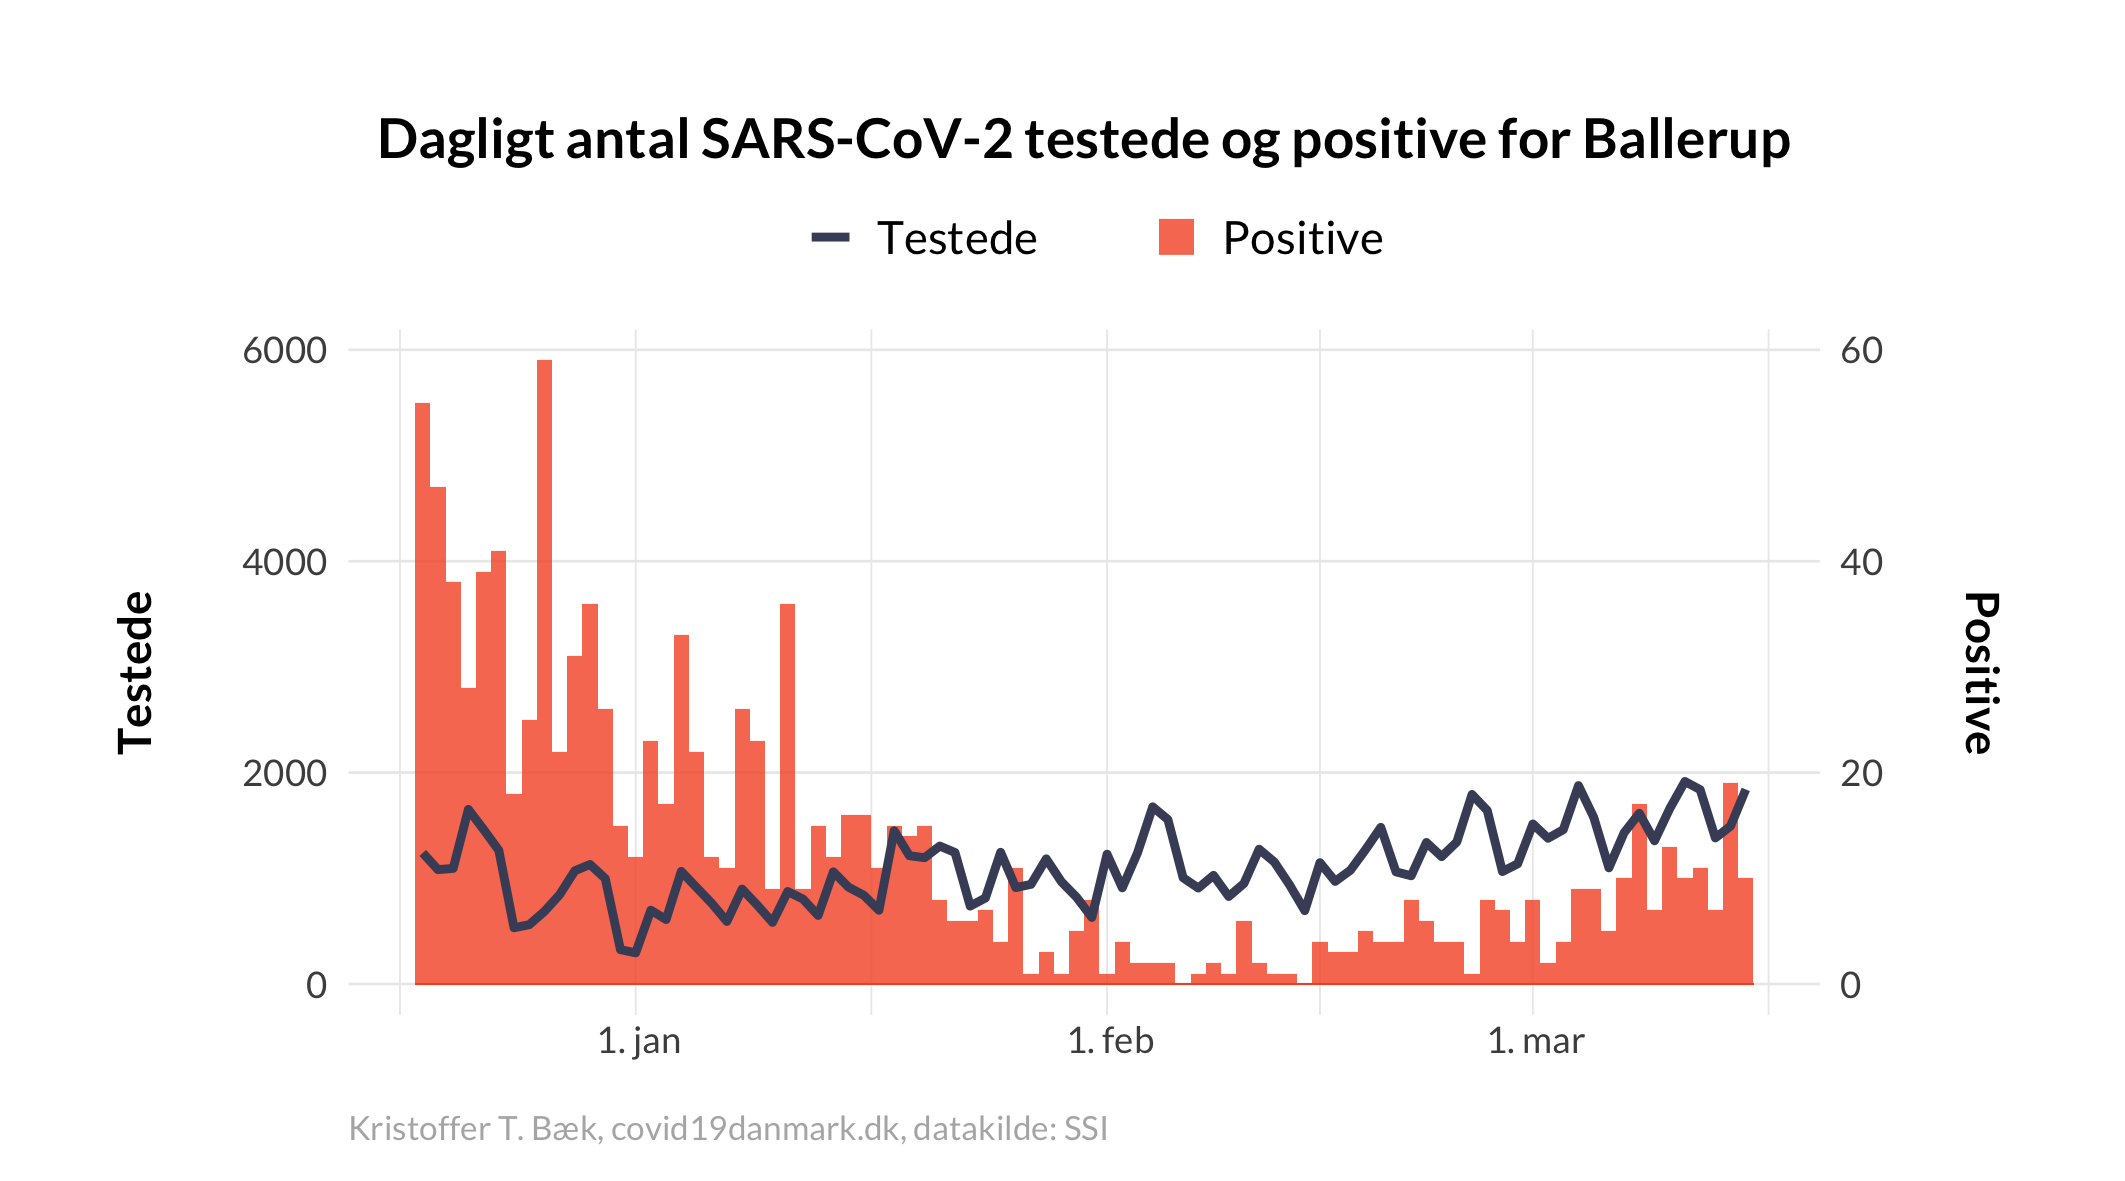 Dagligt antal SARS-CoV-2 testede og positive for Ballerup
Testede
Positive
6000
4000
2000
0
Testede
60
40
20
0
Positive
1. jan
1. feb
1. mar
Kristoffer T. Bæk, covid19danmark.dk, datakilde: SSI